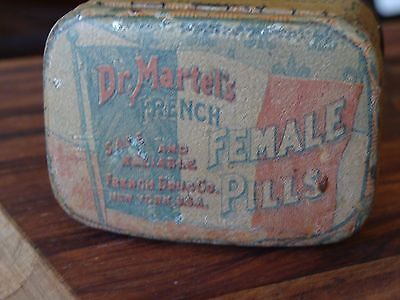 Dr. Martel's
FRENCH
FEMALE
PILLS
SAFE AND
RELIABLE
FRENCH DRUG CO.
NEW YORK, U.S.A.